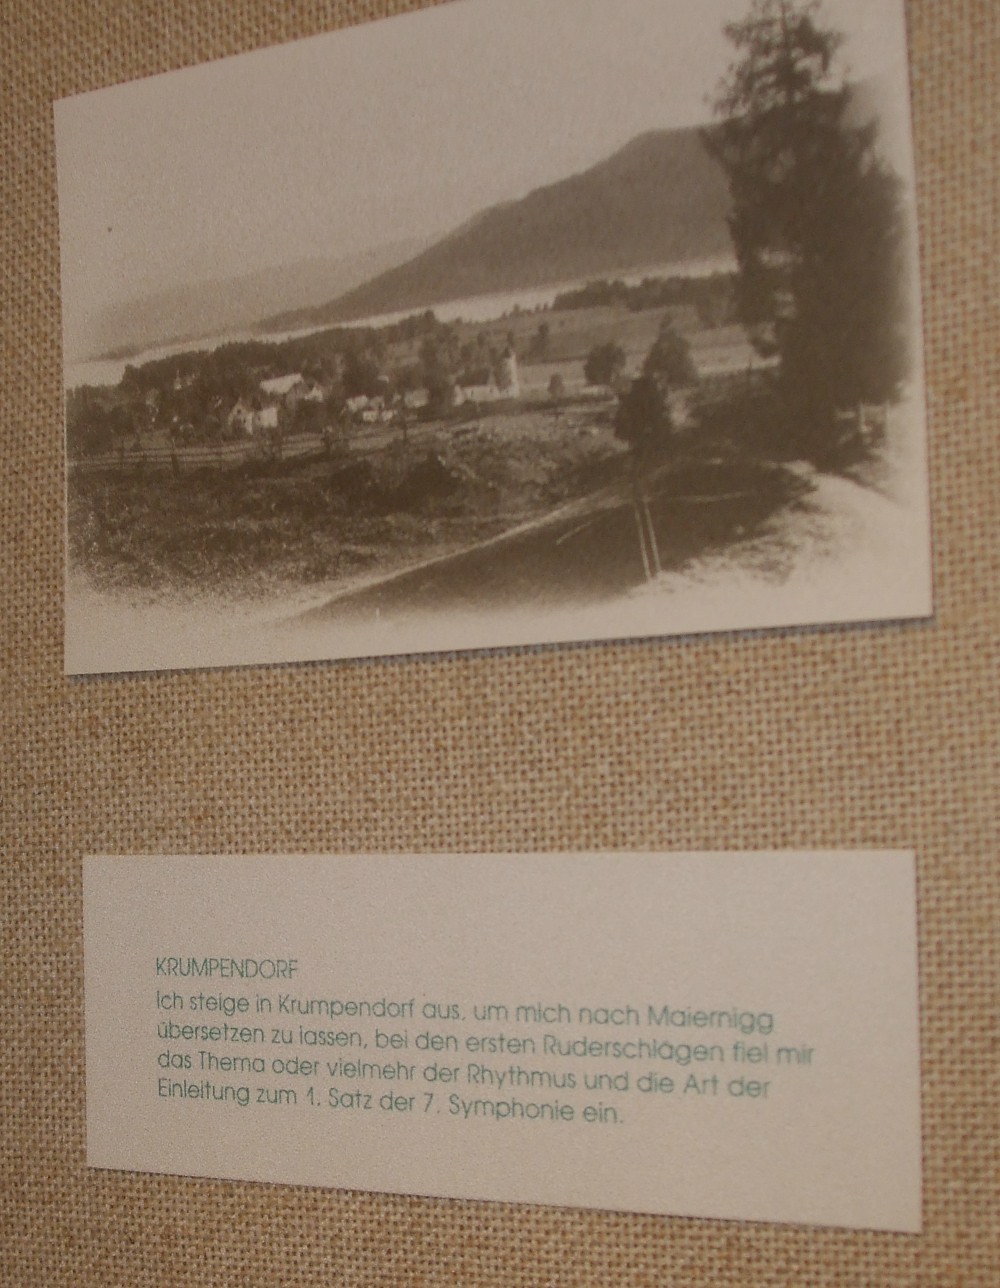 KRUMPENDORF
Ich steige in Krumpendorf aus, um mich nach Maiernigg
übersetzen zu lassen, bei den ersten Ruderschlägen fiel mir
das Thema oder vielmehr der Rhythmus und die Art der
Einleitung zum 1. Satz der 7. Symphonie ein.